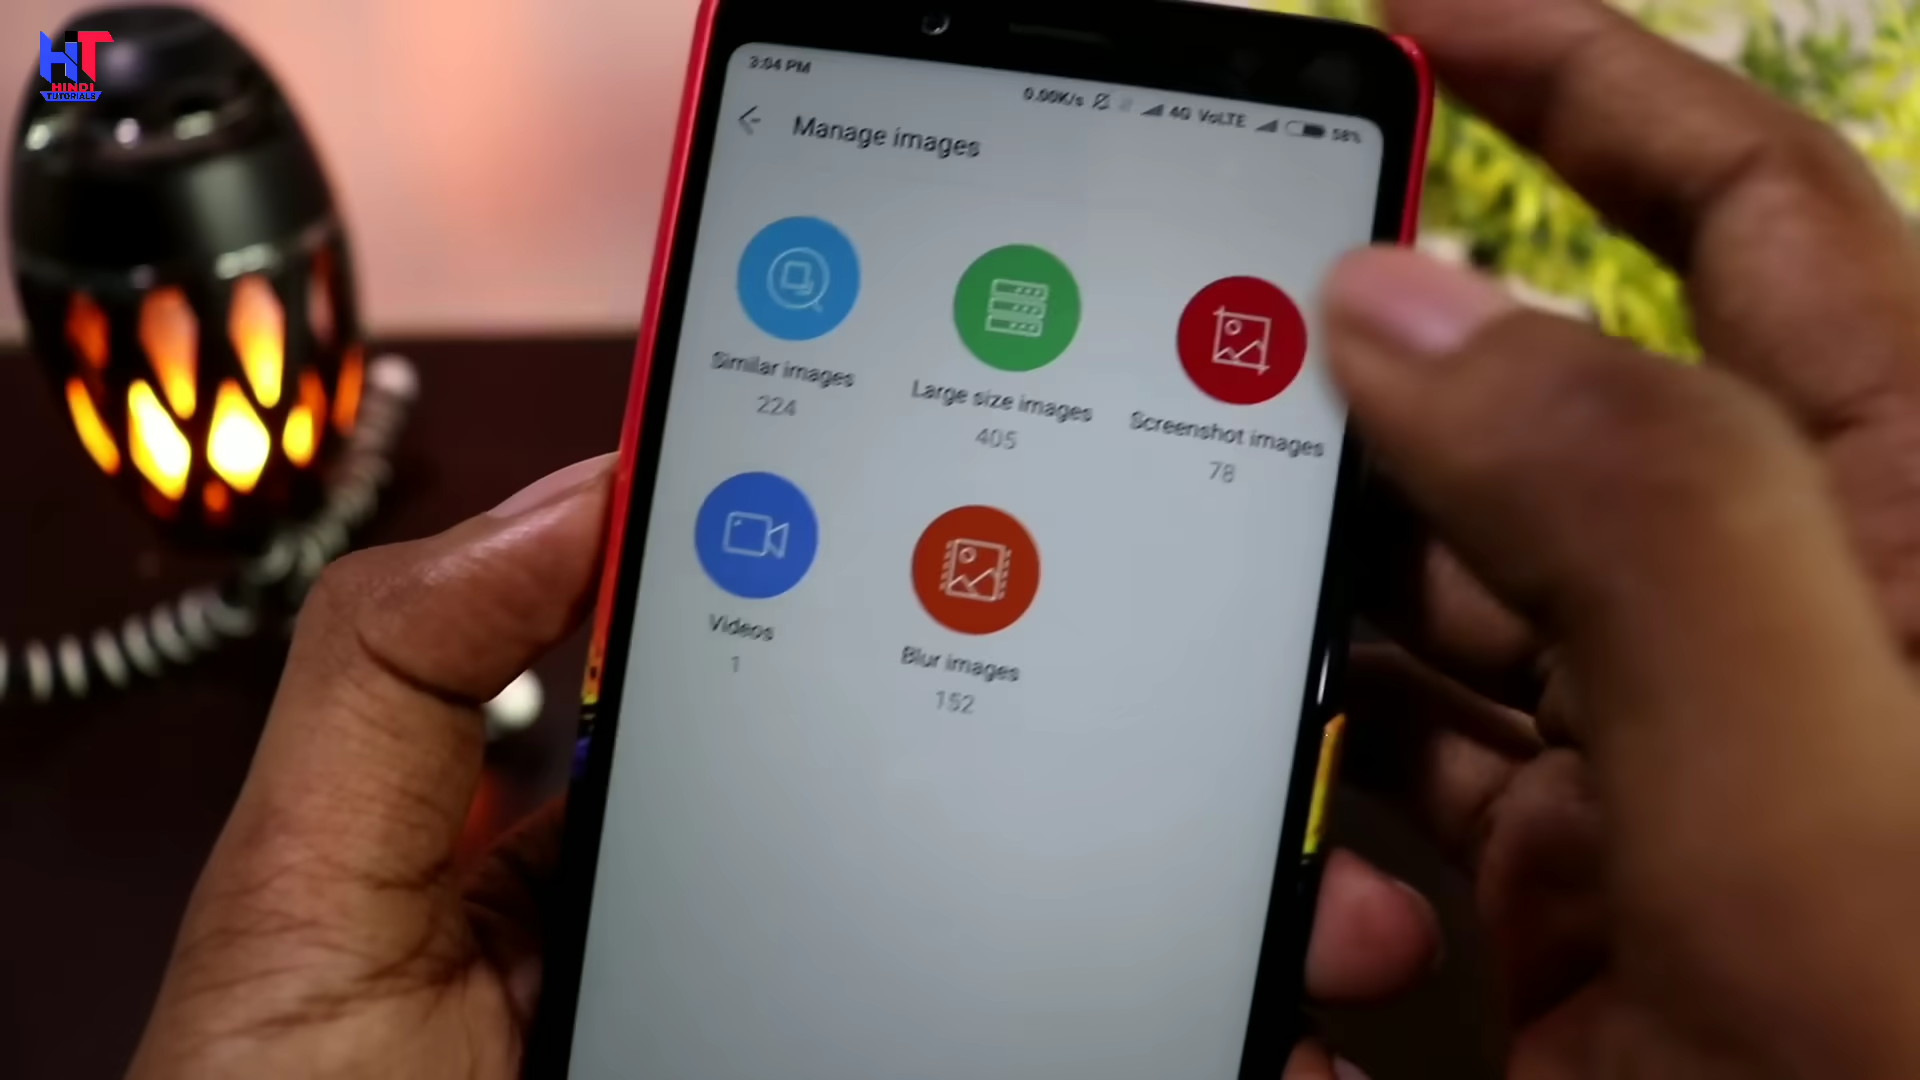 HT
HINDI
TUTORIALS
3:04 PM
0.00K/s 4G VoLTE 58%
Manage images
Similar images
224
Large size images
405
Screenshot images
78
Videos
1
Blur images
152